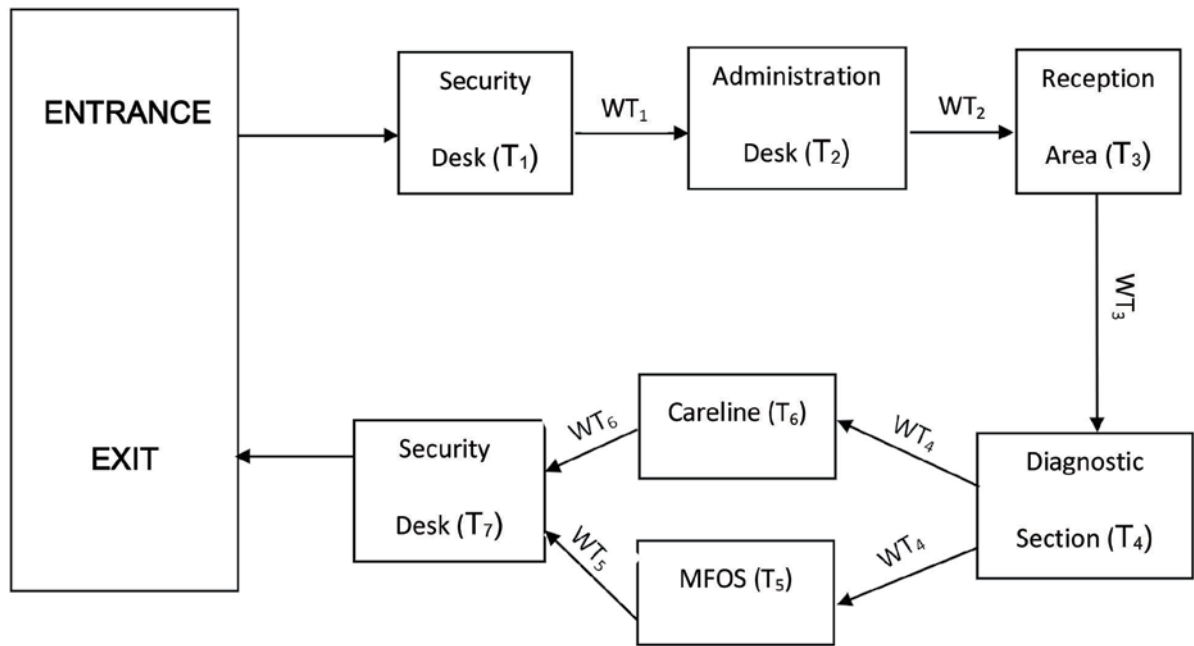 ENTRANCE
Security
Desk (T₁)
WT₁
Administration
Desk (T₂)
WT₂
Reception
Area (T₃)
WT₃
Diagnostic
Section (T₄)
WT₄
Careline (T₆)
WT₆
WT₄
MFOS (T₅)
WT₅
Security
Desk (T₇)
EXIT